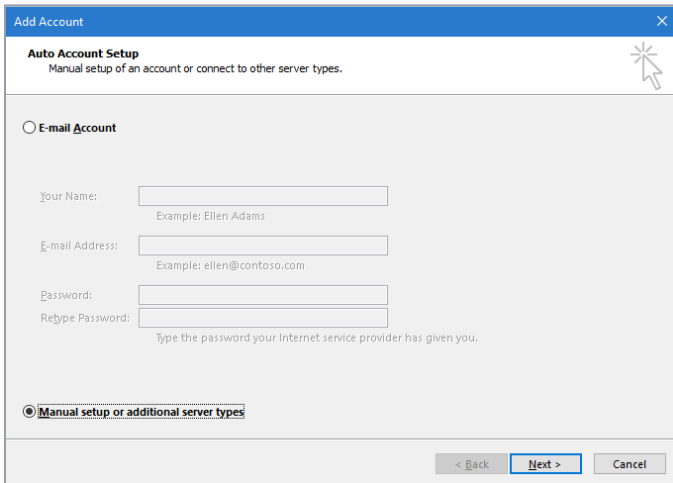 Add Account
Auto Account Setup
Manual setup of an account or connect to other server types.
E-mail Account
Your Name:
Example: Ellen Adams
E-mail Address:
Example: ellen@contoso.com
Password:
Retype Password:
Type the password your Internet service provider has given you.
Manual setup or additional server types
< Back Next > Cancel